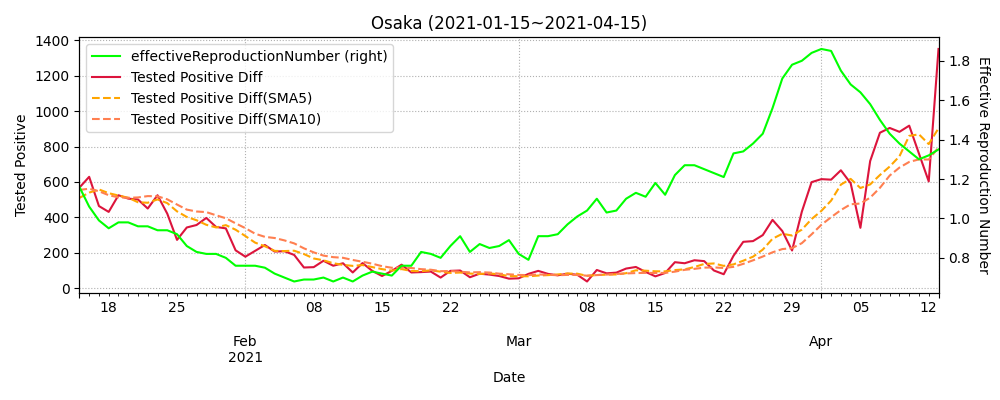 Osaka (2021-01-15~2021-04-15)
effectiveReproductionNumber (right)
Tested Positive Diff
Tested Positive Diff(SMA5)
Tested Positive Diff(SMA10)
Tested Positive
1400
1200
1000
800
600
400
200
0
Effective Reproduction Number
1.8
1.6
1.4
1.2
1.0
0.8
18 25 08 15 22 08 15 22 29 05 12
Feb Mar Apr
2021
Date